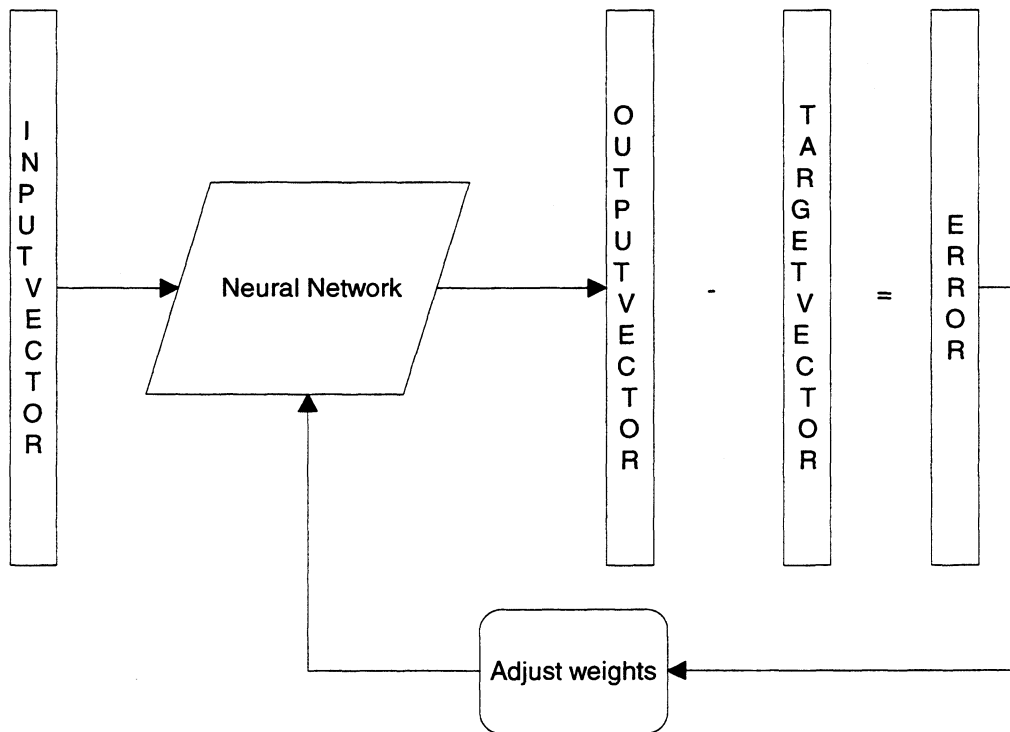 INPUTVECTOR
Neural Network
OUTPUTVECTOR
-
TARGETVECTOR
=
ERROR
Adjust weights